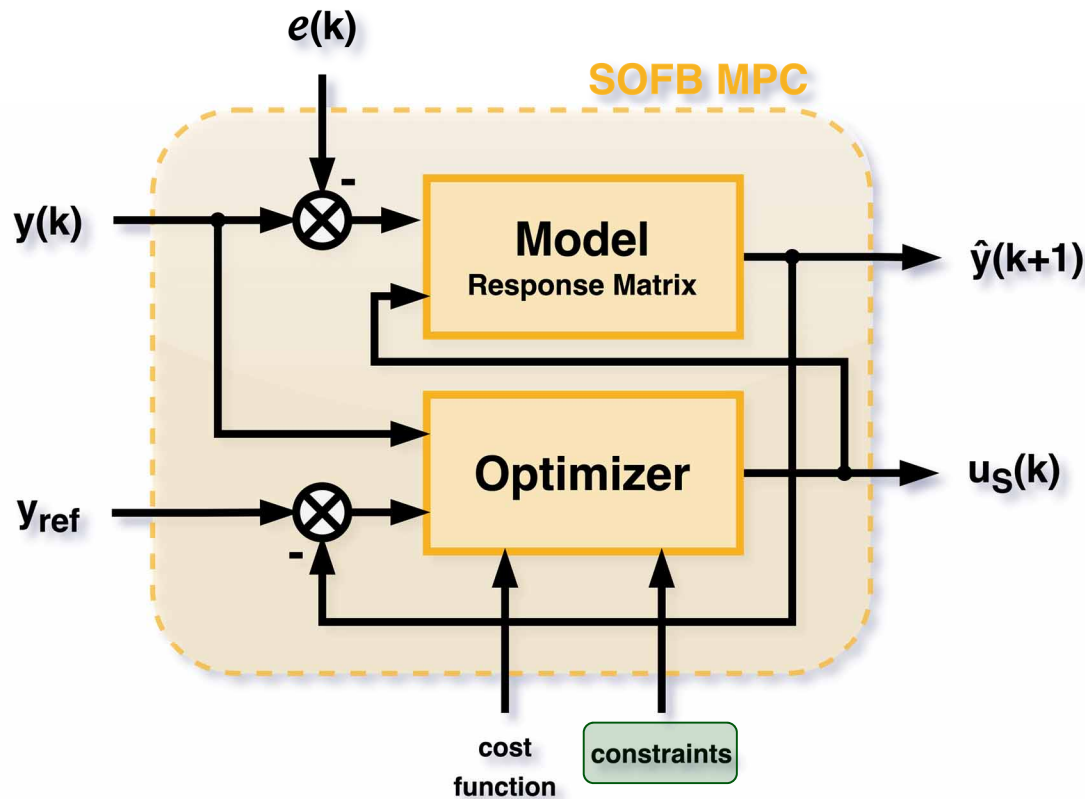 e(k)
SOFB MPC
-
y(k)
Model
Response Matrix
ŷ(k+1)
Optimizer
u_S(k)
y_ref
-
cost
function
constraints